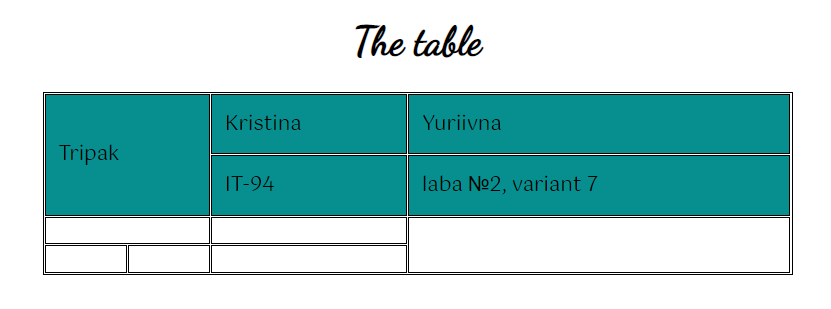 The table
Kristina
Yuriivna
Tripak
IT-94
laba №2, variant 7